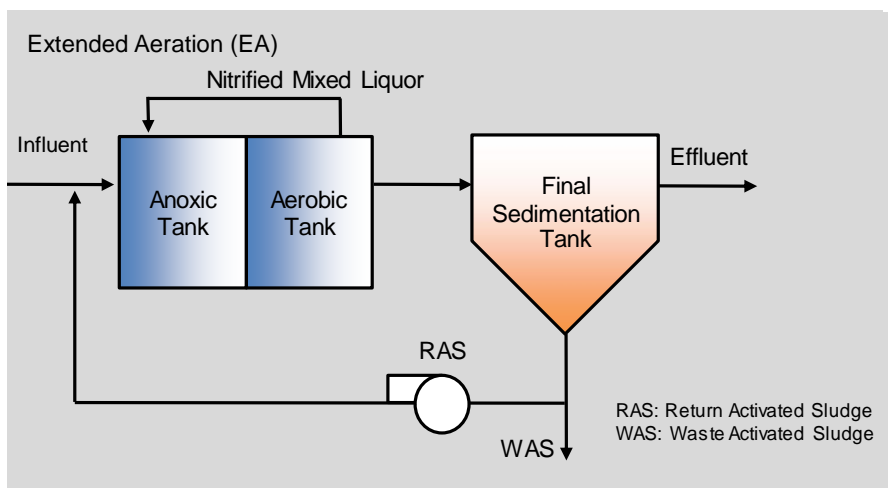 Extended Aeration (EA)
Nitrified Mixed Liquor
Influent
Anoxic
Tank
Aerobic
Tank
Final
Sedimentation
Tank
Effluent
RAS
WAS
RAS: Return Activated Sludge
WAS: Waste Activated Sludge